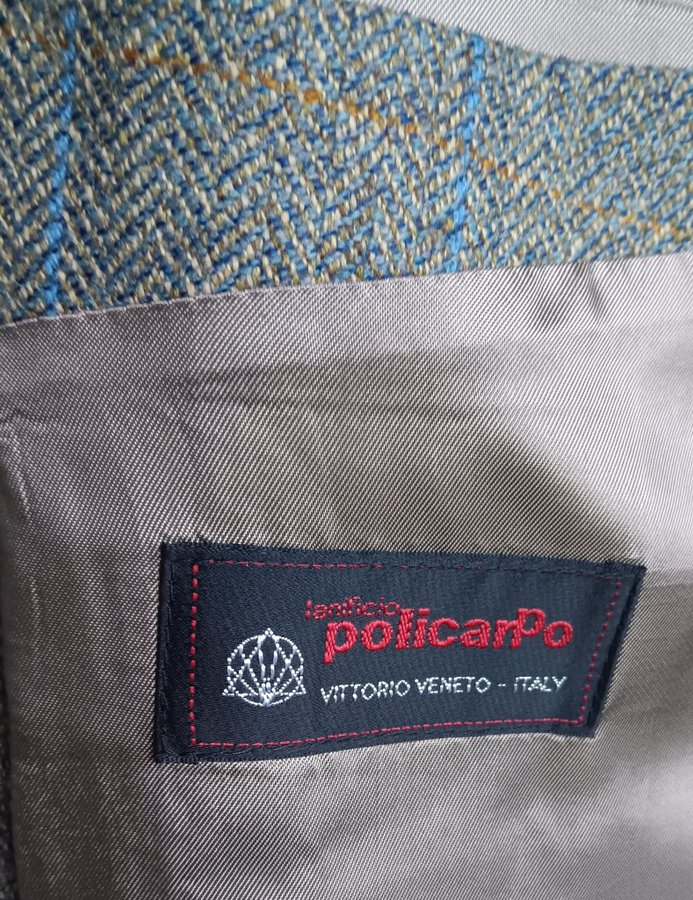 lanificio
policarpo
VITTORIO VENETO - ITALY